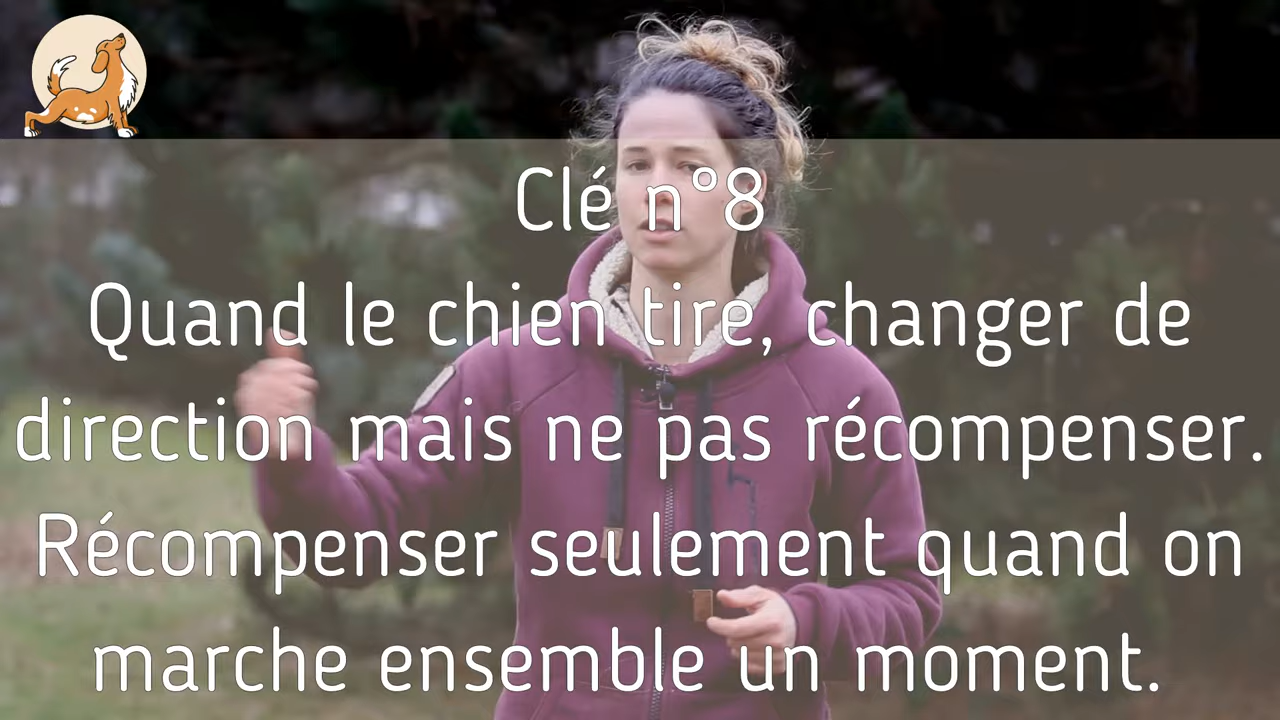 Clé n°8
Quand le chien tire, changer de
direction mais ne pas récompenser.
Récompenser seulement quand on
marche ensemble un moment.